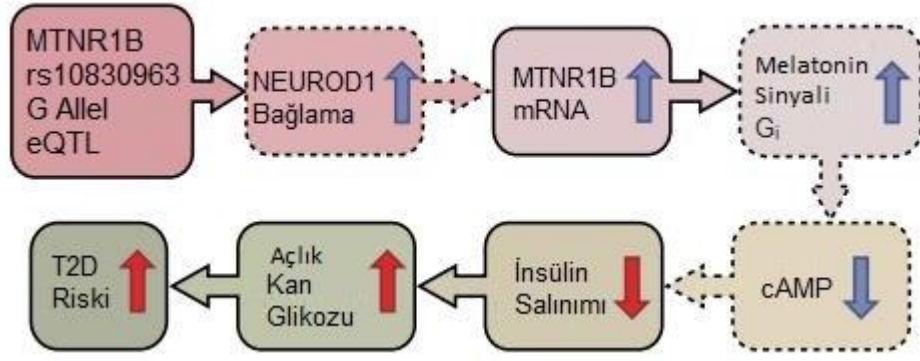 MTNR1B
rs10830963
G Allel
eQTL
NEUROD1
Bağlama
MTNR1B
mRNA
Melatonin
Sinyali
Gi
cAMP
İnsülin
Salınımı
Açlık
Kan
Glikozu
T2D
Riski